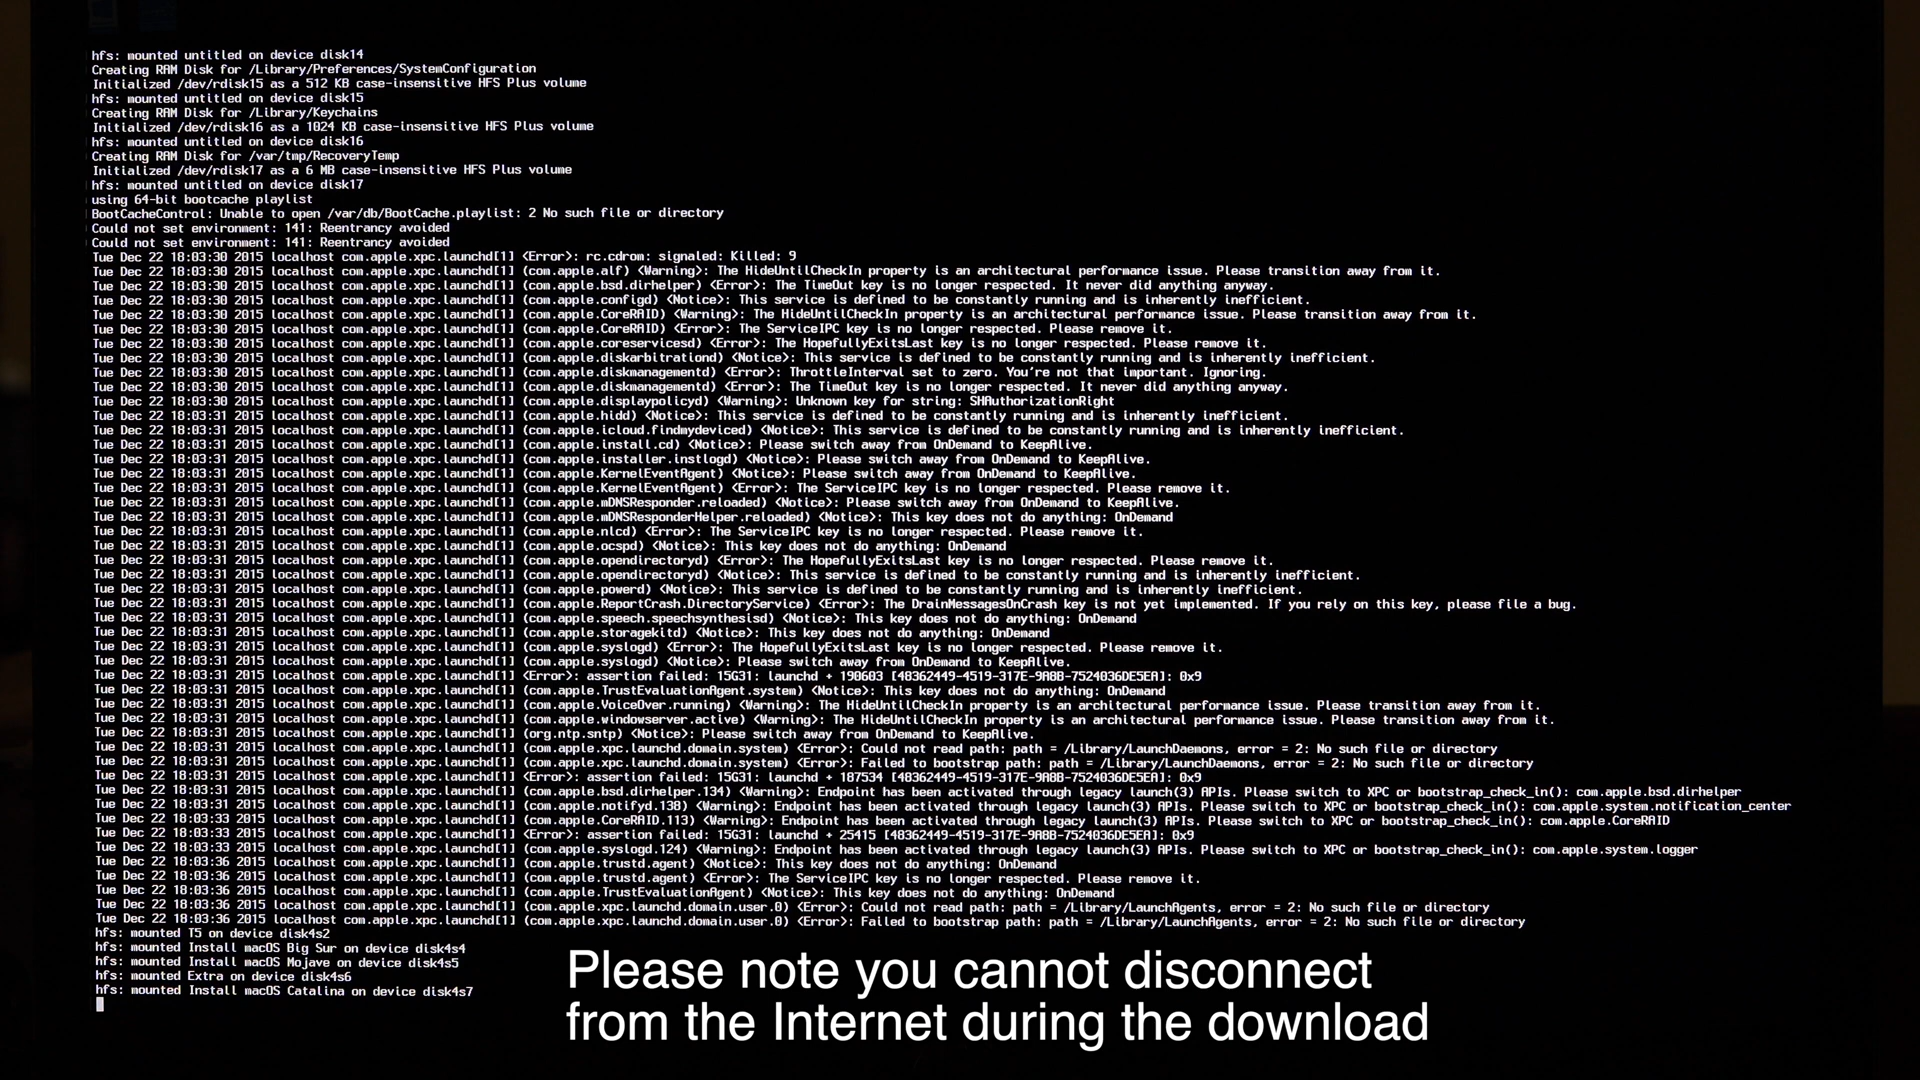 hfs: mounted untitled on device disk14
Creating RAM Disk for /Library/Preferences/SystemConfiguration
Initialized /dev/rdisk15 as a 512 KB case-insensitive HFS Plus volume
hfs: mounted untitled on device disk15
Creating RAM Disk for /Library/Keychains
Initialized /dev/rdisk16 as a 1024 KB case-insensitive HFS Plus volume
hfs: mounted untitled on device disk16
Creating RAM Disk for /var/tmp/RecoveryTemp
Initialized /dev/rdisk17 as a 6 MB case-insensitive HFS Plus volume
hfs: mounted untitled on device disk17
using 64-bit bootcache playlist
BootCacheControl: Unable to open /var/db/BootCache.playlist: 2 No such file or directory
Could not set environment: 141: Reentrancy avoided
Could not set environment: 141: Reentrancy avoided
Tue Dec 22 18:03:30 2015 localhost com.apple.xpc.launchd[1] <Error>: rc.cdrom: signaled: Killed: 9
Tue Dec 22 18:03:30 2015 localhost com.apple.xpc.launchd[1] (com.apple.alf) <Warning>: The HideUntilCheckIn property is an architectural performance issue. Please transition away from it.
Tue Dec 22 18:03:30 2015 localhost com.apple.xpc.launchd[1] (com.apple.bsd.dirhelper) <Error>: The TimeOut key is no longer respected. It never did anything anyway.
Tue Dec 22 18:03:30 2015 localhost com.apple.xpc.launchd[1] (com.apple.configd) <Notice>: This service is defined to be constantly running and is inherently inefficient.
Tue Dec 22 18:03:30 2015 localhost com.apple.xpc.launchd[1] (com.apple.CoreRAID) <Warning>: The HideUntilCheckIn property is an architectural performance issue. Please transition away from it.
Tue Dec 22 18:03:30 2015 localhost com.apple.xpc.launchd[1] (com.apple.CoreRAID) <Error>: The ServiceIPC key is no longer respected. Please remove it.
Tue Dec 22 18:03:30 2015 localhost com.apple.xpc.launchd[1] (com.apple.coreservicesd) <Error>: The HopefullyExitsLast key is no longer respected. Please remove it.
Tue Dec 22 18:03:30 2015 localhost com.apple.xpc.launchd[1] (com.apple.diskarbitrationd) <Notice>: This service is defined to be constantly running and is inherently inefficient.
Tue Dec 22 18:03:30 2015 localhost com.apple.xpc.launchd[1] (com.apple.diskmanagementd) <Error>: ThrottleInterval set to zero. You're not that important. Ignoring.
Tue Dec 22 18:03:30 2015 localhost com.apple.xpc.launchd[1] (com.apple.diskmanagementd) <Error>: The TimeOut key is no longer respected. It never did anything anyway.
Tue Dec 22 18:03:30 2015 localhost com.apple.xpc.launchd[1] (com.apple.displaypolicyd) <Warning>: Unknown key for string: SHAuthorizationRight
Tue Dec 22 18:03:31 2015 localhost com.apple.xpc.launchd[1] (com.apple.hidd) <Notice>: This service is defined to be constantly running and is inherently inefficient.
Tue Dec 22 18:03:31 2015 localhost com.apple.xpc.launchd[1] (com.apple.icloud.findmydeviced) <Notice>: This service is defined to be constantly running and is inherently inefficient.
Tue Dec 22 18:03:31 2015 localhost com.apple.xpc.launchd[1] (com.apple.install.cd) <Notice>: Please switch away from OnDemand to KeepAlive.
Tue Dec 22 18:03:31 2015 localhost com.apple.xpc.launchd[1] (com.apple.installer.instlogd) <Notice>: Please switch away from OnDemand to KeepAlive.
Tue Dec 22 18:03:31 2015 localhost com.apple.xpc.launchd[1] (com.apple.KernelEventAgent) <Notice>: Please switch away from OnDemand to KeepAlive.
Tue Dec 22 18:03:31 2015 localhost com.apple.xpc.launchd[1] (com.apple.KernelEventAgent) <Error>: The ServiceIPC key is no longer respected. Please remove it.
Tue Dec 22 18:03:31 2015 localhost com.apple.xpc.launchd[1] (com.apple.mDNSResponder.reloaded) <Notice>: Please switch away from OnDemand to KeepAlive.
Tue Dec 22 18:03:31 2015 localhost com.apple.xpc.launchd[1] (com.apple.mDNSResponderHelper.reloaded) <Notice>: This key does not do anything: OnDemand
Tue Dec 22 18:03:31 2015 localhost com.apple.xpc.launchd[1] (com.apple.nlcd) <Error>: The ServiceIPC key is no longer respected. Please remove it.
Tue Dec 22 18:03:31 2015 localhost com.apple.xpc.launchd[1] (com.apple.ocspd) <Notice>: This key does not do anything: OnDemand
Tue Dec 22 18:03:31 2015 localhost com.apple.xpc.launchd[1] (com.apple.opendirectoryd) <Error>: The HopefullyExitsLast key is no longer respected. Please remove it.
Tue Dec 22 18:03:31 2015 localhost com.apple.xpc.launchd[1] (com.apple.opendirectoryd) <Notice>: This service is defined to be constantly running and is inherently inefficient.
Tue Dec 22 18:03:31 2015 localhost com.apple.xpc.launchd[1] (com.apple.powerd) <Notice>: This service is defined to be constantly running and is inherently inefficient.
Tue Dec 22 18:03:31 2015 localhost com.apple.xpc.launchd[1] (com.apple.ReportCrash.DirectoryService) <Error>: The DrainMessagesOnCrash key is not yet implemented. If you rely on this key, please file a bug.
Tue Dec 22 18:03:31 2015 localhost com.apple.xpc.launchd[1] (com.apple.speech.speechsynthesisd) <Notice>: This key does not do anything: OnDemand
Tue Dec 22 18:03:31 2015 localhost com.apple.xpc.launchd[1] (com.apple.storagekitd) <Notice>: This key does not do anything: OnDemand
Tue Dec 22 18:03:31 2015 localhost com.apple.xpc.launchd[1] (com.apple.syslogd) <Error>: The HopefullyExitsLast key is no longer respected. Please remove it.
Tue Dec 22 18:03:31 2015 localhost com.apple.xpc.launchd[1] (com.apple.syslogd) <Notice>: Please switch away from OnDemand to KeepAlive.
Tue Dec 22 18:03:31 2015 localhost com.apple.xpc.launchd[1] <Error>: assertion failed: 15G31: launchd + 190603 [48362449-4519-317E-9A8B-7524036DE5EA]: 0x9
Tue Dec 22 18:03:31 2015 localhost com.apple.xpc.launchd[1] (com.apple.TrustEvaluationAgent.system) <Notice>: This key does not do anything: OnDemand
Tue Dec 22 18:03:31 2015 localhost com.apple.xpc.launchd[1] (com.apple.VoiceOver.running) <Warning>: The HideUntilCheckIn property is an architectural performance issue. Please transition away from it.
Tue Dec 22 18:03:31 2015 localhost com.apple.xpc.launchd[1] (com.apple.windowserver.active) <Warning>: The HideUntilCheckIn property is an architectural performance issue. Please transition away from it.
Tue Dec 22 18:03:31 2015 localhost com.apple.xpc.launchd[1] (org.ntp.sntp) <Notice>: Please switch away from OnDemand to KeepAlive.
Tue Dec 22 18:03:31 2015 localhost com.apple.xpc.launchd[1] (com.apple.xpc.launchd.domain.system) <Error>: Could not read path: path = /Library/LaunchDaemons, error = 2: No such file or directory
Tue Dec 22 18:03:31 2015 localhost com.apple.xpc.launchd[1] (com.apple.xpc.launchd.domain.system) <Error>: Failed to bootstrap path: path = /Library/LaunchDaemons, error = 2: No such file or directory
Tue Dec 22 18:03:31 2015 localhost com.apple.xpc.launchd[1] <Error>: assertion failed: 15G31: launchd + 187534 [48362449-4519-317E-9A8B-7524036DE5EA]: 0x9
Tue Dec 22 18:03:31 2015 localhost com.apple.xpc.launchd[1] (com.apple.bsd.dirhelper.134) <Warning>: Endpoint has been activated through legacy launch(3) APIs. Please switch to XPC or bootstrap_check_in(): com.apple.bsd.dirhelper
Tue Dec 22 18:03:31 2015 localhost com.apple.xpc.launchd[1] (com.apple.notifyd.138) <Warning>: Endpoint has been activated through legacy launch(3) APIs. Please switch to XPC or bootstrap_check_in(): com.apple.system.notification_center
Tue Dec 22 18:03:33 2015 localhost com.apple.xpc.launchd[1] (com.apple.CoreRAID.113) <Warning>: Endpoint has been activated through legacy launch(3) APIs. Please switch to XPC or bootstrap_check_in(): com.apple.CoreRAID
Tue Dec 22 18:03:33 2015 localhost com.apple.xpc.launchd[1] <Error>: assertion failed: 15G31: launchd + 25415 [48362449-4519-317E-9A8B-7524036DE5EA]: 0x9
Tue Dec 22 18:03:33 2015 localhost com.apple.xpc.launchd[1] (com.apple.syslogd.124) <Warning>: Endpoint has been activated through legacy launch(3) APIs. Please switch to XPC or bootstrap_check_in(): com.apple.system.logger
Tue Dec 22 18:03:36 2015 localhost com.apple.xpc.launchd[1] (com.apple.trustd.agent) <Notice>: This key does not do anything: OnDemand
Tue Dec 22 18:03:36 2015 localhost com.apple.xpc.launchd[1] (com.apple.trustd.agent) <Error>: The ServiceIPC key is no longer respected. Please remove it.
Tue Dec 22 18:03:36 2015 localhost com.apple.xpc.launchd[1] (com.apple.TrustEvaluationAgent) <Notice>: This key does not do anything: OnDemand
Tue Dec 22 18:03:36 2015 localhost com.apple.xpc.launchd[1] (com.apple.xpc.launchd.domain.user.0) <Error>: Could not read path: path = /Library/LaunchAgents, error = 2: No such file or directory
Tue Dec 22 18:03:36 2015 localhost com.apple.xpc.launchd[1] (com.apple.xpc.launchd.domain.user.0) <Error>: Failed to bootstrap path: path = /Library/LaunchAgents, error = 2: No such file or directory
hfs: mounted T5 on device disk4s2
hfs: mounted Install macOS Big Sur on device disk4s4
hfs: mounted Install macOS Mojave on device disk4s5
hfs: mounted Extra on device disk4s6
hfs: mounted Install macOS Catalina on device disk4s7
Please note you cannot disconnect
from the Internet during the download